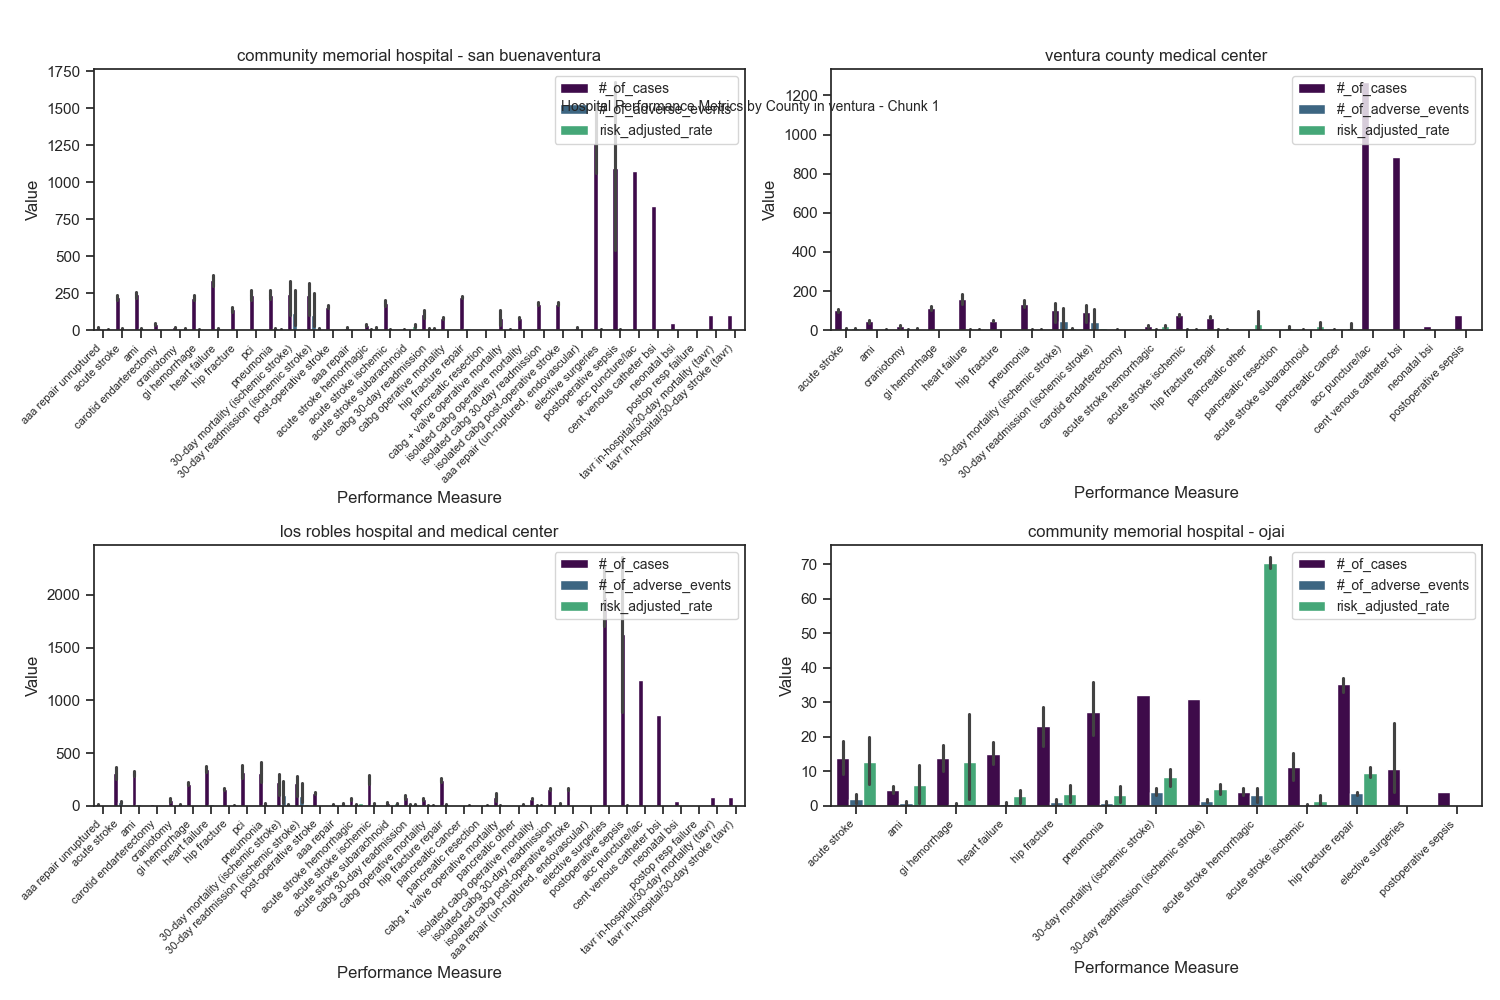 community memorial hospital - san buenaventura
Value
1750
1500
1250
1000
750
500
250
0
#_of_cases
#_of_adverse_events
risk_adjusted_rate
Hospital Performance Metrics by County in ventura - Chunk 1
aaa repair unruptured
acute stroke
ami
carotid endarterectomy
craniotomy
gi hemorrhage
heart failure
hip fracture
pci
pneumonia
30-day mortality (ischemic stroke)
30-day readmission (ischemic stroke)
post-operative stroke
aaa repair
acute stroke hemorrhagic
acute stroke ischemic
acute stroke subarachnoid
cabg 30-day readmission
cabg operative mortality
hip fracture repair
pancreatic resection
cabg + valve operative mortality
isolated cabg operative mortality
isolated cabg 30-day readmission
isolated cabg post-operative stroke
aaa repair (un-ruptured, endovascular)
elective surgeries
postoperative sepsis
acc puncture/lac
cent venous catheter bsi
neonatal bsi
postop resp failure
tavr in-hospital/30-day mortality (tavr)
tavr in-hospital/30-day stroke (tavr)
Performance Measure
ventura county medical center
Value
1200
1000
800
600
400
200
0
#_of_cases
#_of_adverse_events
risk_adjusted_rate
acute stroke
ami
craniotomy
gi hemorrhage
heart failure
hip fracture
pneumonia
30-day mortality (ischemic stroke)
30-day readmission (ischemic stroke)
carotid endarterectomy
acute stroke hemorrhagic
acute stroke ischemic
hip fracture repair
pancreatic other
pancreatic resection
acute stroke subarachnoid
pancreatic cancer
acc puncture/lac
cent venous catheter bsi
neonatal bsi
postoperative sepsis
Performance Measure
los robles hospital and medical center
Value
2000
1500
1000
500
0
#_of_cases
#_of_adverse_events
risk_adjusted_rate
aaa repair unruptured
acute stroke
ami
carotid endarterectomy
craniotomy
gi hemorrhage
heart failure
hip fracture
pci
pneumonia
30-day mortality (ischemic stroke)
30-day readmission (ischemic stroke)
post-operative stroke
aaa repair
acute stroke hemorrhagic
acute stroke ischemic
acute stroke subarachnoid
cabg 30-day readmission
cabg operative mortality
hip fracture repair
pancreatic cancer
pancreatic resection
cabg + valve operative mortality
pancreatic other
isolated cabg operative mortality
isolated cabg 30-day readmission
isolated cabg post-operative stroke
aaa repair (un-ruptured, endovascular)
elective surgeries
postoperative sepsis
acc puncture/lac
cent venous catheter bsi
neonatal bsi
postop resp failure
tavr in-hospital/30-day mortality (tavr)
tavr in-hospital/30-day stroke (tavr)
Performance Measure
community memorial hospital - ojai
Value
70
60
50
40
30
20
10
0
#_of_cases
#_of_adverse_events
risk_adjusted_rate
acute stroke
ami
gi hemorrhage
heart failure
hip fracture
pneumonia
30-day mortality (ischemic stroke)
30-day readmission (ischemic stroke)
acute stroke hemorrhagic
acute stroke ischemic
hip fracture repair
elective surgeries
postoperative sepsis
Performance Measure